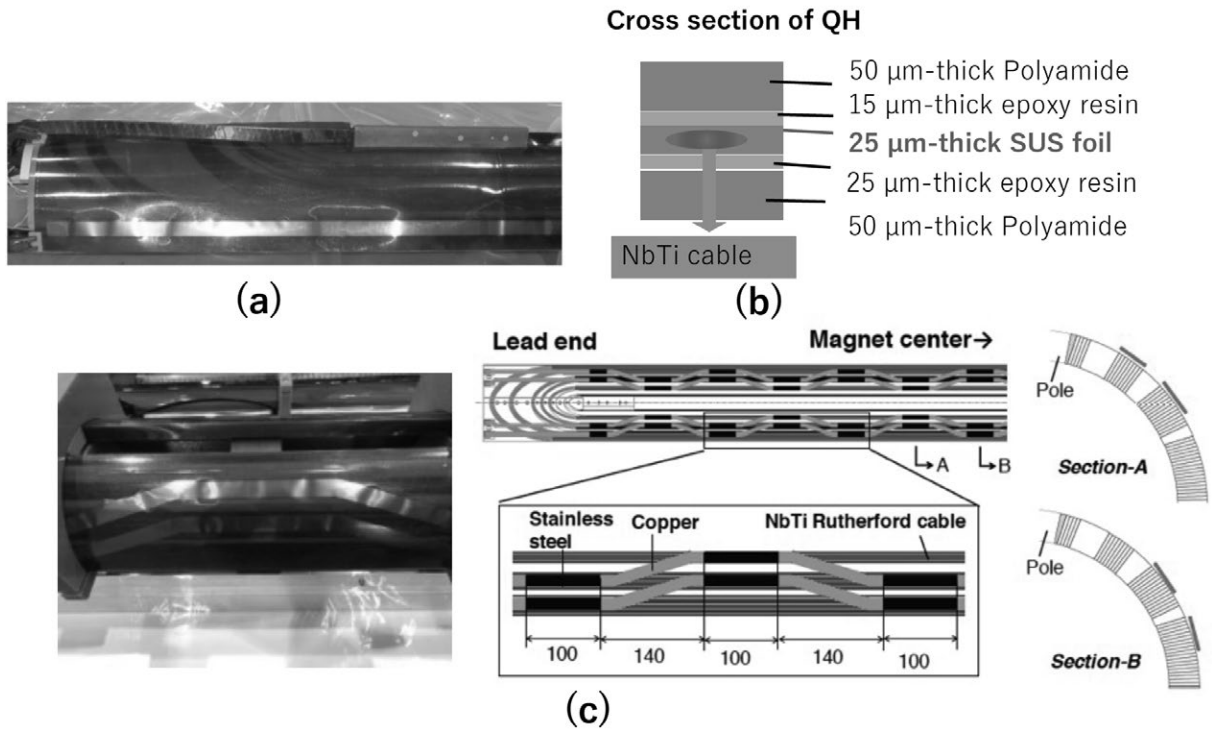 Cross section of QH
50 µm-thick Polyamide
15 µm-thick epoxy resin
25 µm-thick SUS foil
25 µm-thick epoxy resin
50 µm-thick Polyamide
NbTi cable
(a)
(b)
Lead end
Magnet center→
A
B
Pole
Section-A
Stainless
steel
Copper
NbTi Rutherford cable
100
140
100
140
100
Pole
Section-B
(c)